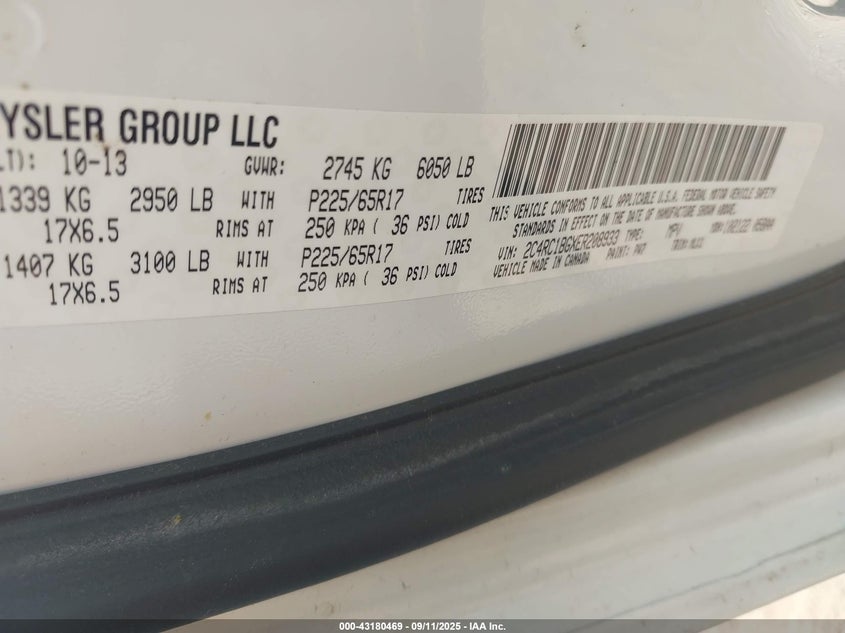 YSLER GROUP LLC
10-13 GVWR: 2745 KG 6050 LB
1339 KG 2950 LB WITH P225/65R17 TIRES
17X6.5 RIMS AT 250 KPA ( 36 PSI) COLD
1407 KG 3100 LB WITH P225/65R17 TIRES
17X6.5 RIMS AT 250 KPA ( 36 PSI) COLD
THIS VEHICLE CONFORMS TO ALL APPLICABLE U.S.A. FEDERAL MOTOR VEHICLE SAFETY
STANDARDS IN EFFECT ON THE DATE OF MANUFACTURE SHOWN ABOVE.
VIN: 2C4RC1BGXER208933 TYPE: MPV
VEHICLE MADE IN CANADA PAINT: TRIM:
000-43180469 - 09/11/2025 - IAA Inc.